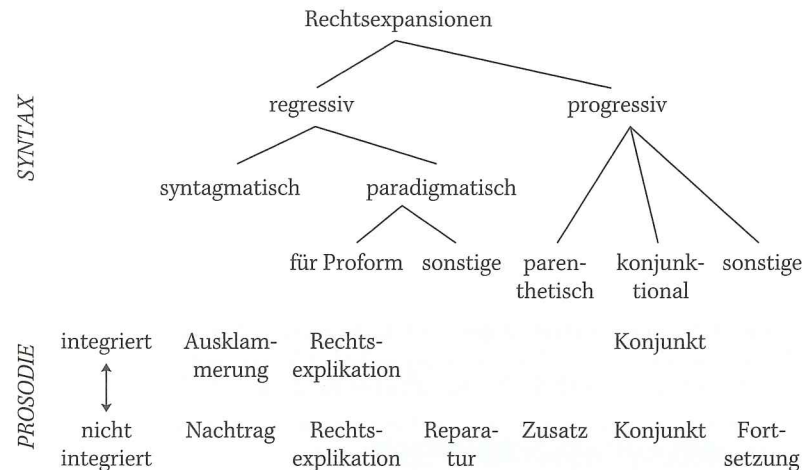 Rechtsexpansionen
SYNTAX
regressiv progressiv
syntagmatisch paradigmatisch
für Proform sonstige paren- konjunk- sonstige
thetisch tional
PROSODIE
integriert Ausklam- Rechts- Konjunkt
merung explikation
nicht Nachtrag Rechts- Repara- Zusatz Konjunkt Fort-
integriert explikation tur setzung